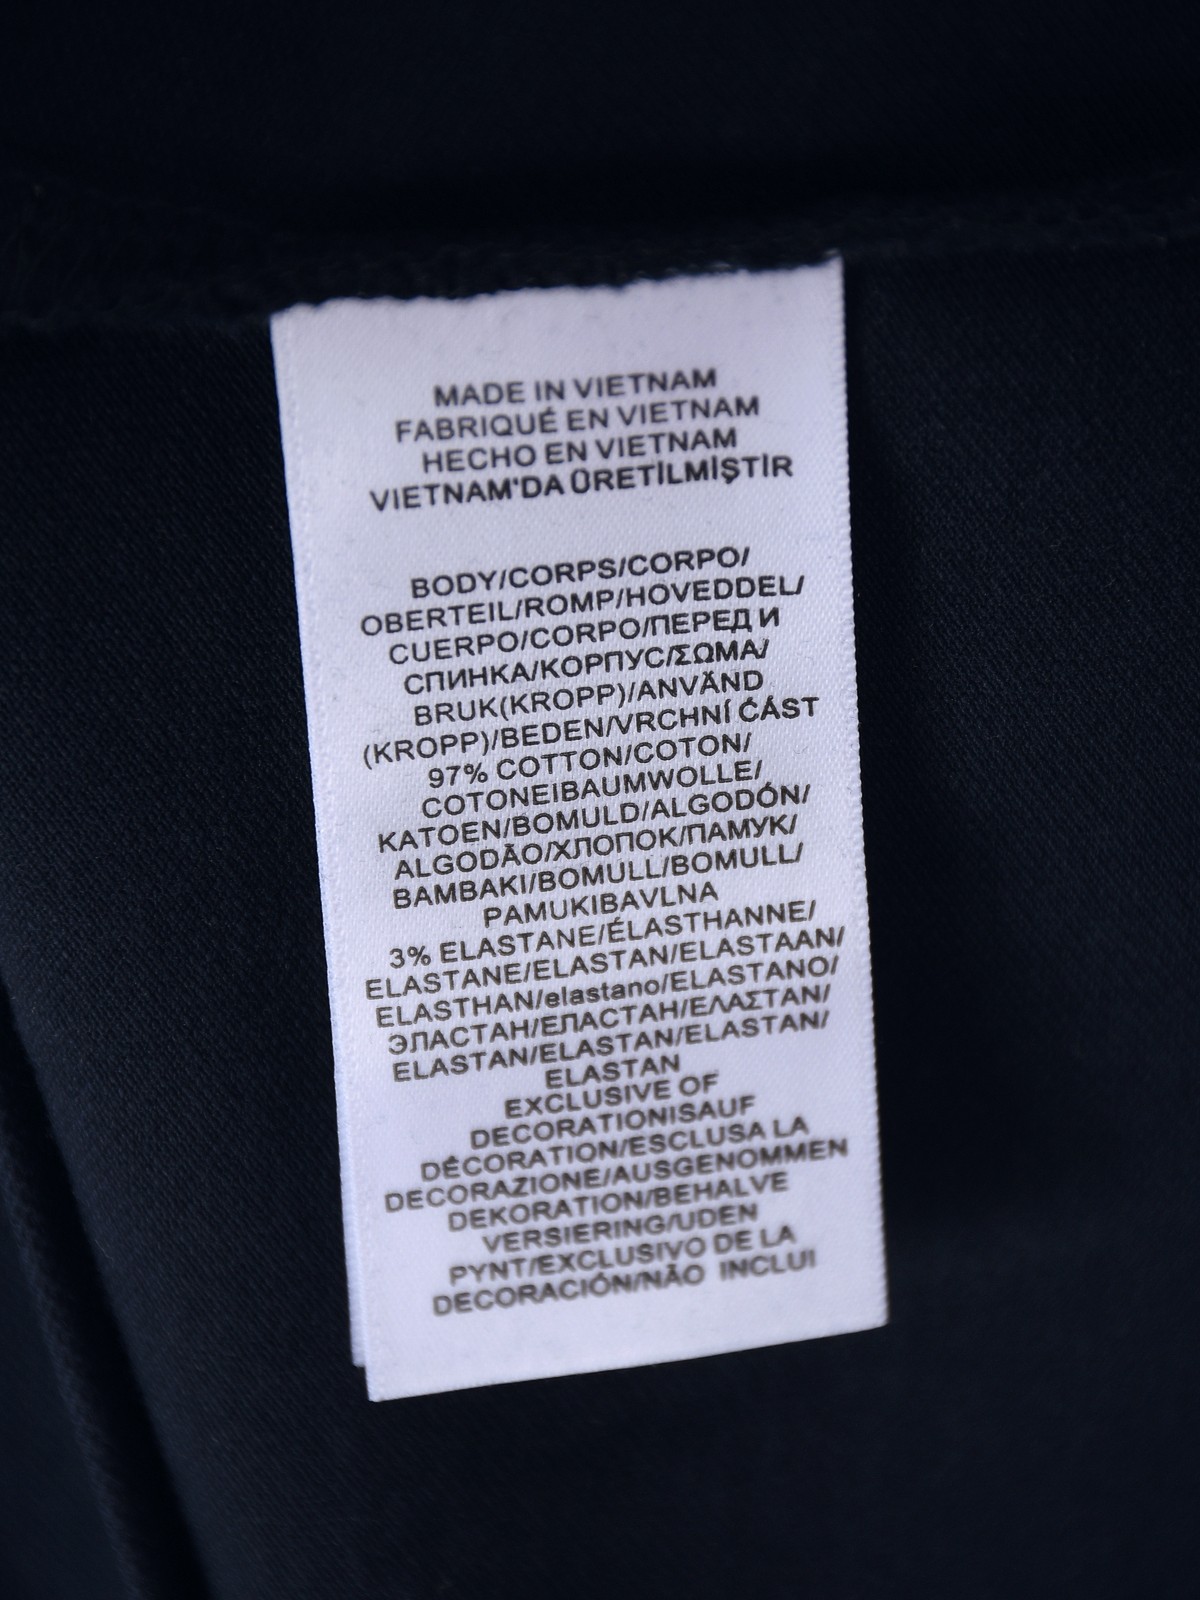 MADE IN VIETNAM
FABRIQUÉ EN VIETNAM
HECHO EN VIETNAM
VIETNAM'DA ÜRETİLMİŞTİR
BODY/CORPS/CORPO/
OBERTEIL/ROMP/HOVEDDEL/
CUERPO/CORPO/ПЕРЕД И
СПИНКА/КОРПУС/ΣΩΜΑ/
BRUK(KROPP)/ANVÄND
(KROPP)/BEDEN/VRCHNÍ ĆÁST
97% COTTON/COTON/
COTONEIBAUMWOLLE/
KATOEN/BOMULD/ALGODÓN/
ALGODÃO/ХЛОПОК/ПАМУК/
BAMBAKI/BOMULL/BOMULL/
PAMUKIBAVLNA
3% ELASTANE/ÉLASTHANNE/
ELASTANE/ELASTAN/ELASTAAN/
ELASTHAN/elastano/ELASTANO/
ЭЛАСТАН/ЕЛАСТАН/ΕΛΑΣΤΑΝ/
ELASTAN/ELASTAN/ELASTAN/
ELASTAN
EXCLUSIVE OF
DECORATIONISAUF
DÉCORATION/ESCLUSA LA
DECORAZIONE/AUSGENOMMEN
DEKORATION/BEHALVE
VERSIERING/UDEN
PYNT/EXCLUSIVO DE LA
DECORACIÓN/NÃO INCLUI